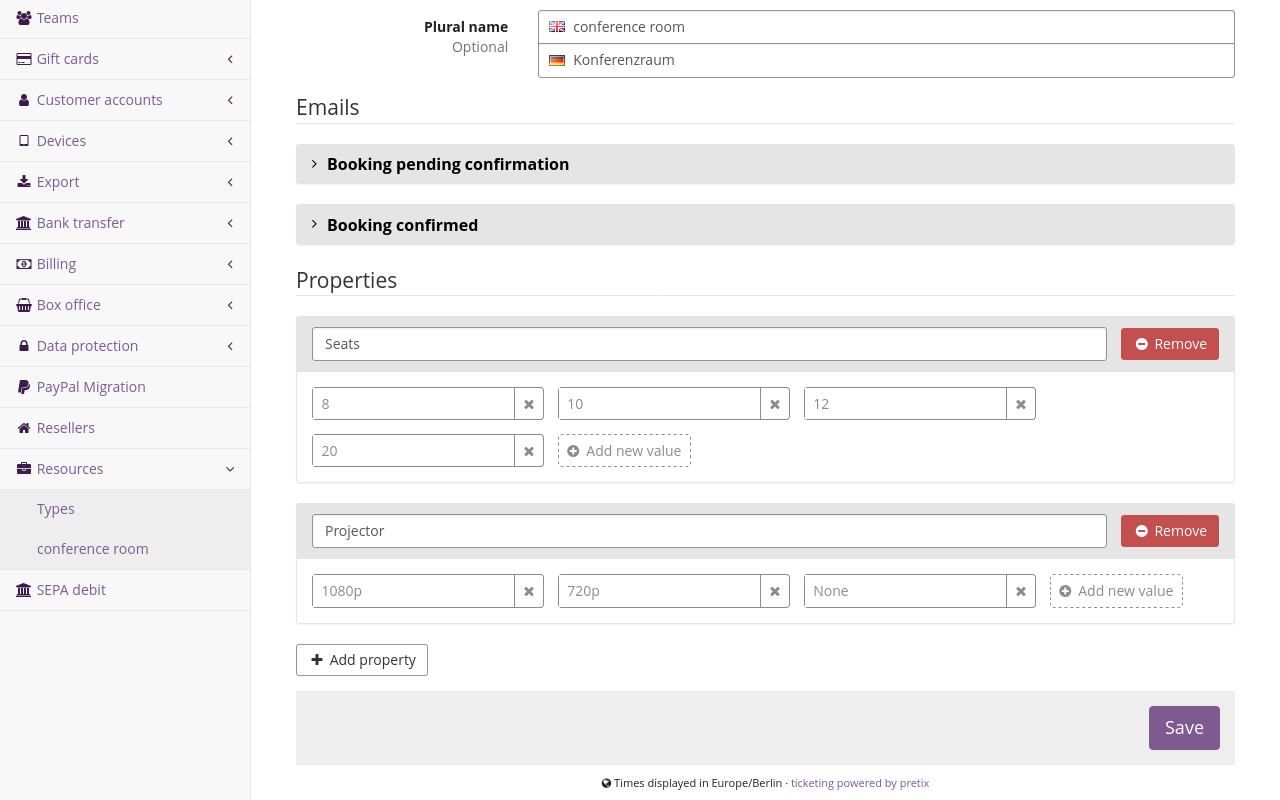 Teams
Gift cards
Customer accounts
Devices
Export
Bank transfer
Billing
Box office
Data protection
PayPal Migration
Resellers
Resources
Types
conference room
SEPA debit
Plural name
Optional
conference room
Konferenzraum
Emails
Booking pending confirmation
Booking confirmed
Properties
Seats Remove
8 10 12
20 Add new value
Projector Remove
1080p 720p None Add new value
Add property
Save
Times displayed in Europe/Berlin · ticketing powered by pretix